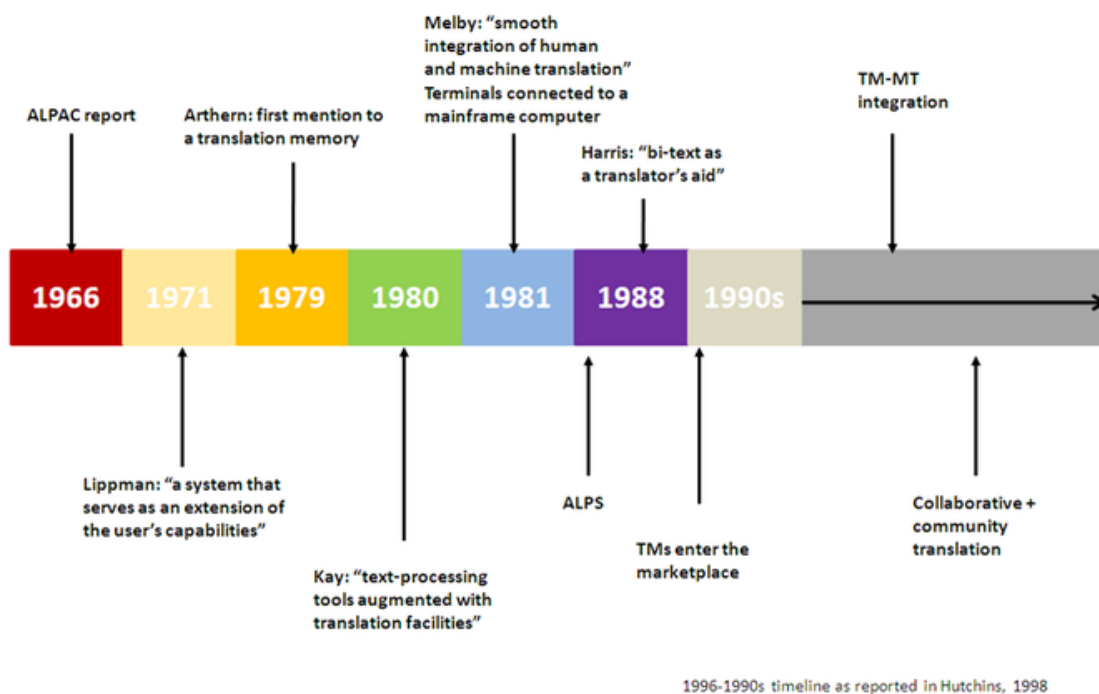 Melby: “smooth
integration of human
and machine translation”
Terminals connected to a
mainframe computer
TM-MT
integration
ALPAC report
Arthern: first mention to
a translation memory
Harris: “bi-text as
a translator’s aid”
1966
1971
1979
1980
1981
1988
1990s
Lippman: “a system that
serves as an extension of
the user’s capabilities”
ALPS
Collaborative +
community
translation
TMs enter the
marketplace
Kay: “text-processing
tools augmented with
translation facilities”
1996-1990s timeline as reported in Hutchins, 1998